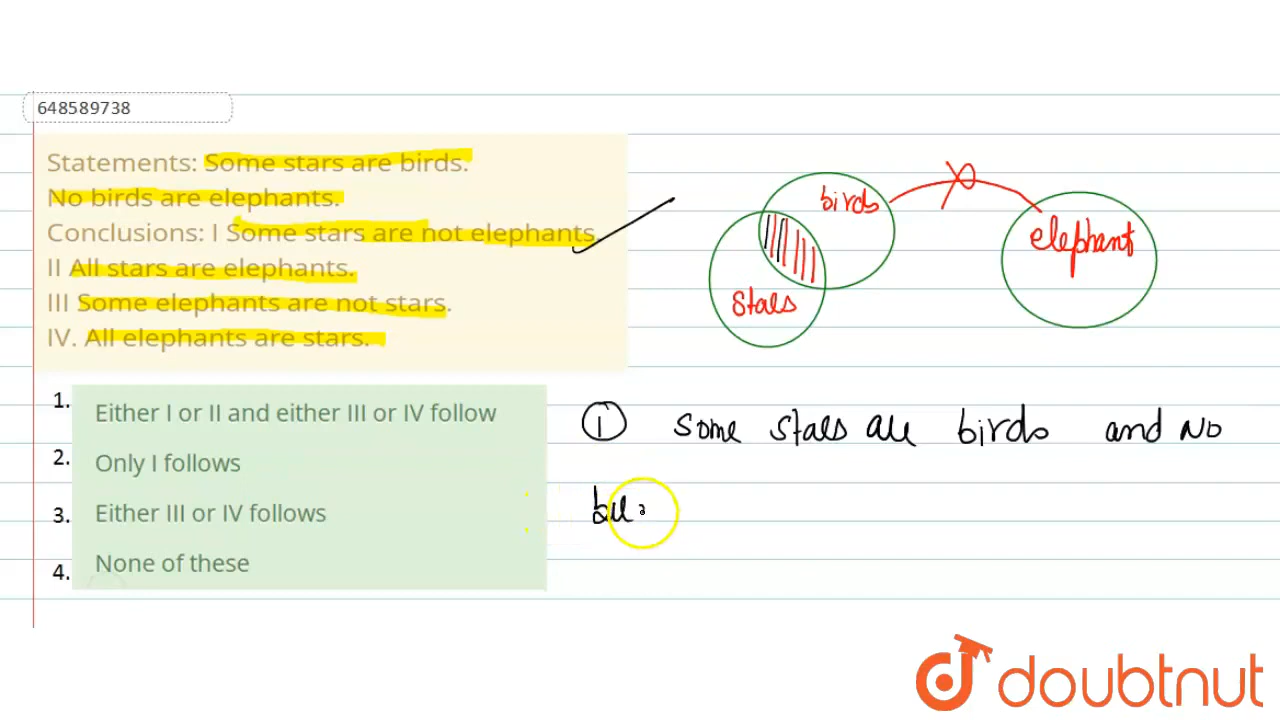 648589738
Statements: Some stars are birds.
No birds are elephants.
Conclusions: I Some stars are not elephants.
II All stars are elephants.
III Some elephants are not stars.
IV. All elephants are stars.
birds
elephant
stars
1. Either I or II and either III or IV follow
2. Only I follows
3. Either III or IV follows
4. None of these
1 Some stars are birds and No
doubtnut